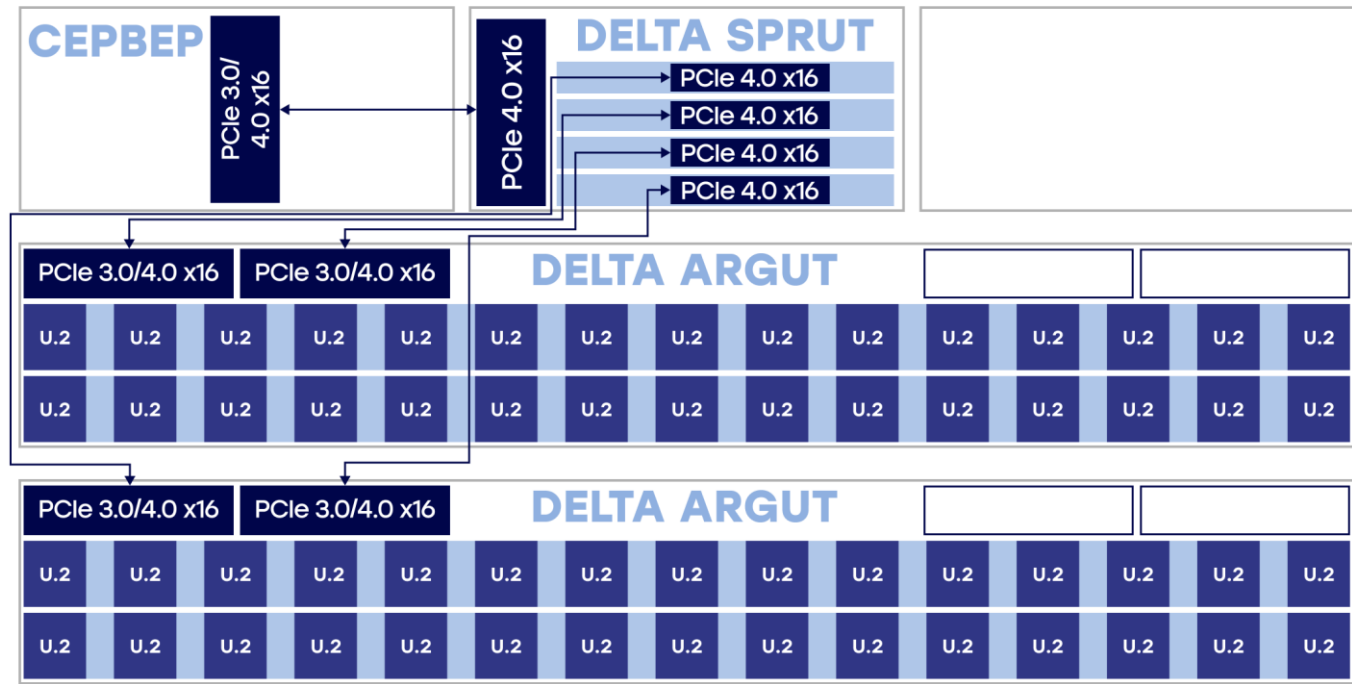 СЕРВЕР
PCIe 3.0/
4.0 x16
PCIe 4.0 x16
DELTA SPRUT
PCIe 4.0 x16
PCIe 4.0 x16
PCIe 4.0 x16
PCIe 4.0 x16
PCIe 3.0/4.0 x16 PCIe 3.0/4.0 x16 DELTA ARGUT
U.2 U.2 U.2 U.2 U.2 U.2 U.2 U.2 U.2 U.2 U.2 U.2 U.2 U.2 U.2
U.2 U.2 U.2 U.2 U.2 U.2 U.2 U.2 U.2 U.2 U.2 U.2 U.2 U.2 U.2
PCIe 3.0/4.0 x16 PCIe 3.0/4.0 x16 DELTA ARGUT
U.2 U.2 U.2 U.2 U.2 U.2 U.2 U.2 U.2 U.2 U.2 U.2 U.2 U.2 U.2
U.2 U.2 U.2 U.2 U.2 U.2 U.2 U.2 U.2 U.2 U.2 U.2 U.2 U.2 U.2